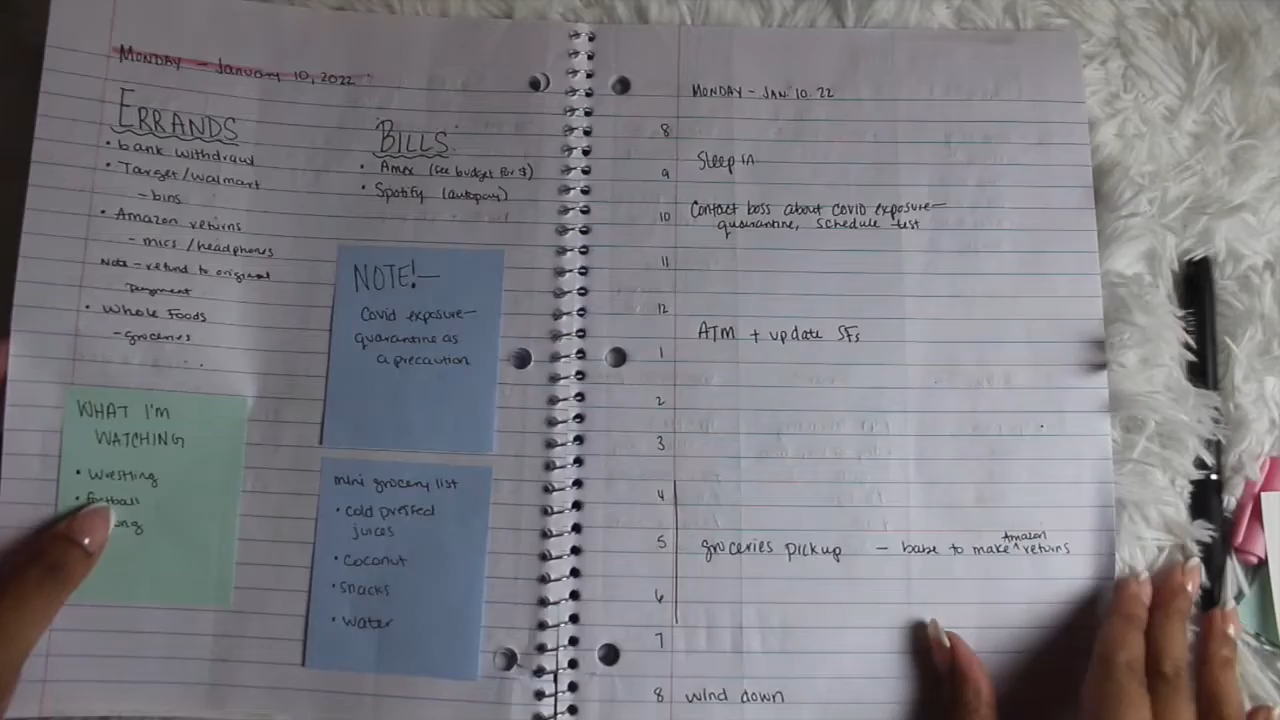 MONDAY - January 10, 2022
ERRANDS
• bank withdrawl
• Target/Walmart
- bins
• Amazon returns
- mics/headphones
Note - refund to original
payment
• Whole Foods
- groceries
BILLS
• Amex (see budget for $)
• Spotify (autopay)
NOTE! -
Covid exposure -
quarantine as
a precaution
WHAT I'M
WATCHING
• Wrestling
• football
mini grocery list
• cold pressed
juices
• Coconut
• snacks
• water
MONDAY - JAN 10. 22
8
Sleep in
9
10 Contact boss about covid exposure -
quarantine, schedule test
11
12
ATM + update SFs
1
2
3
4
5 groceries pickup - babe to make ^ Amazon returns
6
7
8 wind down